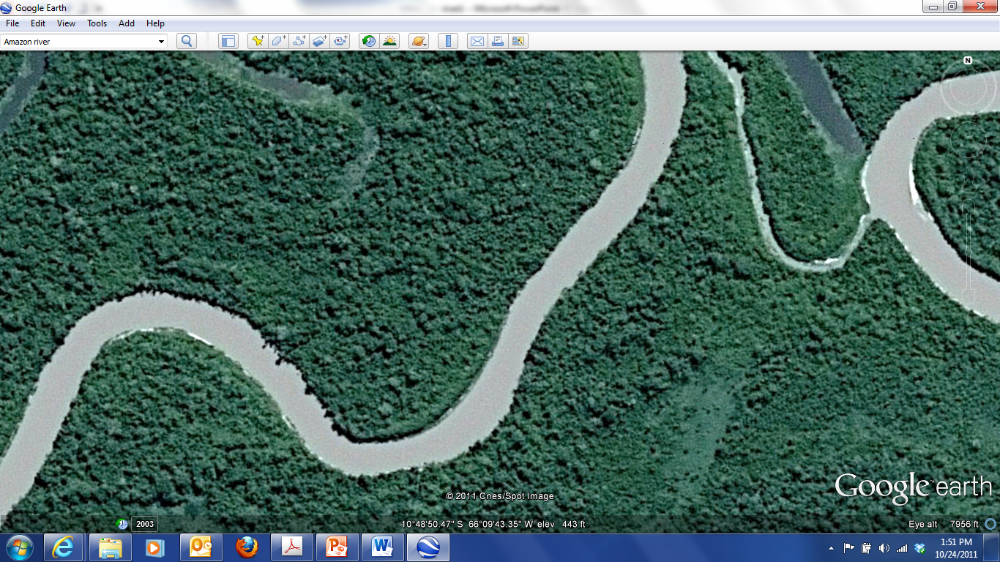 Google Earth
File Edit View Tools Add Help
Amazon river
N
Google earth
© 2011 Cnes/Spot Image
2003
10°48'50.47" S 66°09'43.35" W elev 443 ft
Eye alt 7956 ft
1:51 PM
10/24/2011